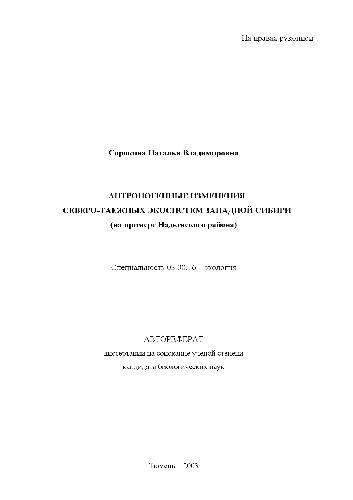 На правах рукописи
Сорокина Наталья Владимировна
АНТРОПОГЕННЫЕ ИЗМЕНЕНИЯ
СЕВЕРО-ТАЕЖНЫХ ЭКОСИСТЕМ ЗАПАДНОЙ СИБИРИ
(на примере Надымского района)
Специальность 03.00.16 – экология
АВТОРЕФЕРАТ
диссертации на соискание ученой степени
кандидата биологических наук
Тюмень – 2003